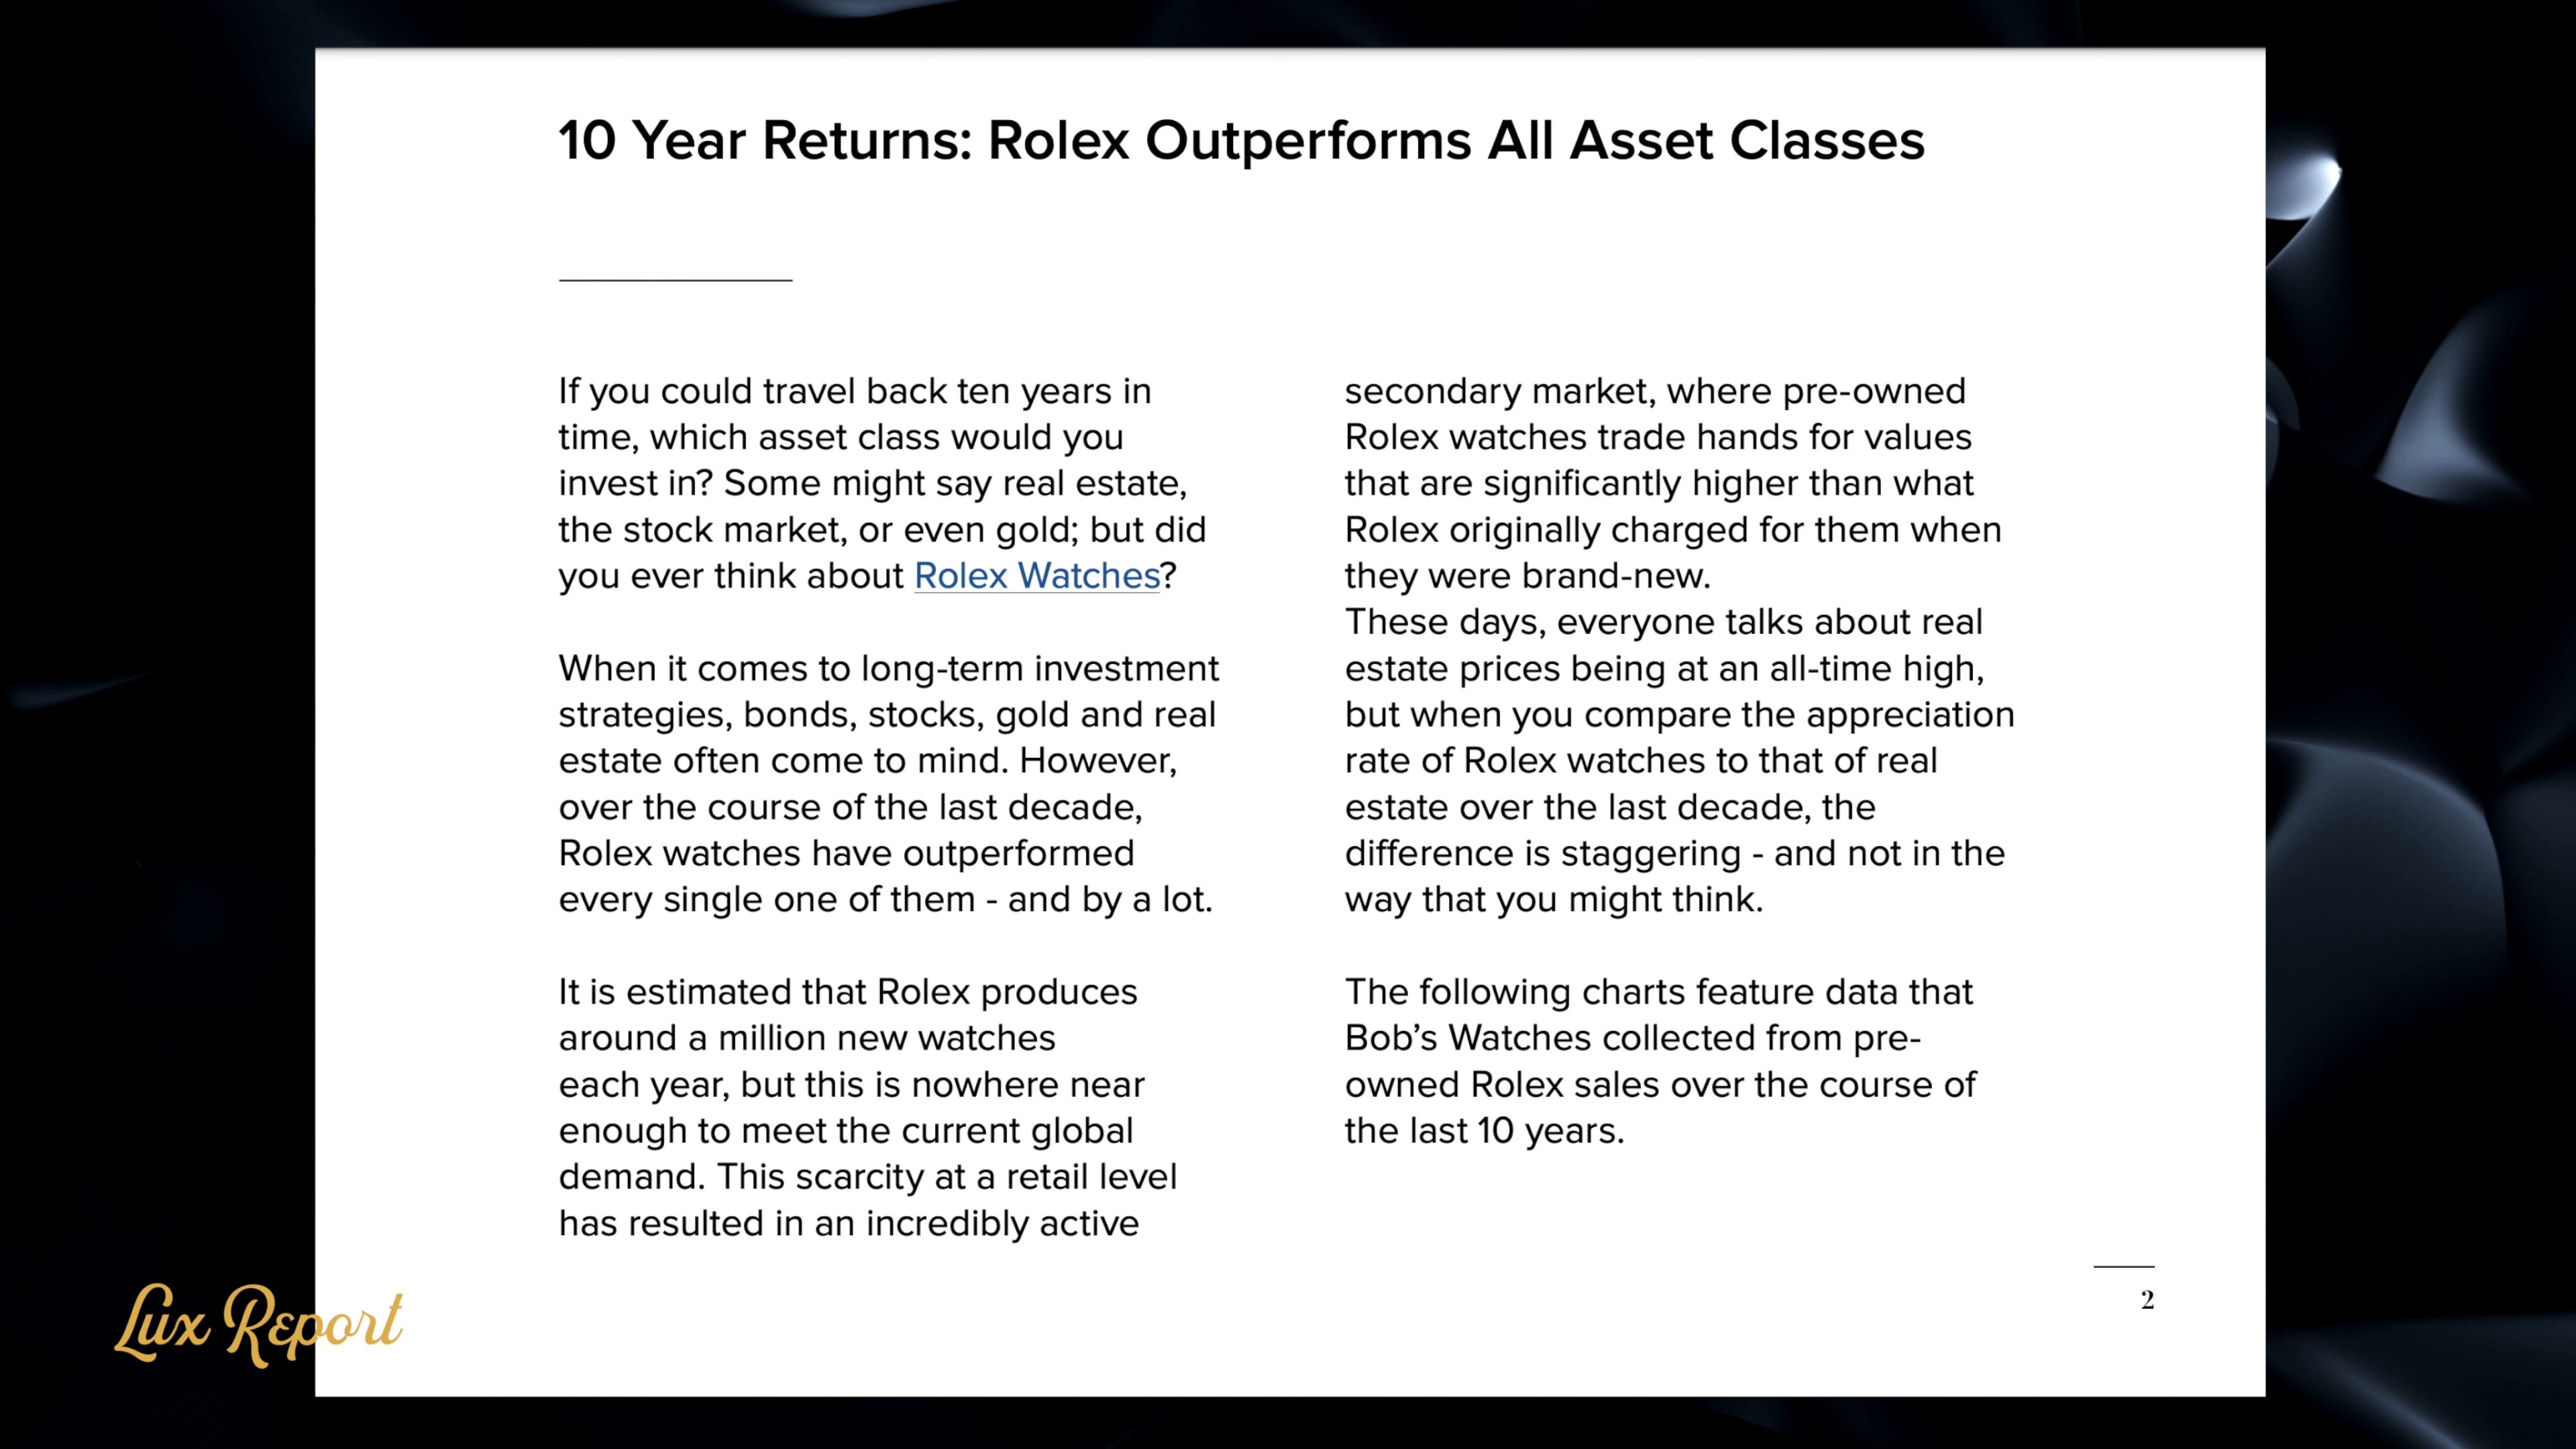 10 Year Returns: Rolex Outperforms All Asset Classes
If you could travel back ten years in
time, which asset class would you
invest in? Some might say real estate,
the stock market, or even gold; but did
you ever think about Rolex Watches?
When it comes to long-term investment
strategies, bonds, stocks, gold and real
estate often come to mind. However,
over the course of the last decade,
Rolex watches have outperformed
every single one of them - and by a lot.
It is estimated that Rolex produces
around a million new watches
each year, but this is nowhere near
enough to meet the current global
demand. This scarcity at a retail level
has resulted in an incredibly active
secondary market, where pre-owned
Rolex watches trade hands for values
that are significantly higher than what
Rolex originally charged for them when
they were brand-new.
These days, everyone talks about real
estate prices being at an all-time high,
but when you compare the appreciation
rate of Rolex watches to that of real
estate over the last decade, the
difference is staggering - and not in the
way that you might think.
The following charts feature data that
Bob’s Watches collected from pre-
owned Rolex sales over the course of
the last 10 years.
2
Lux Report